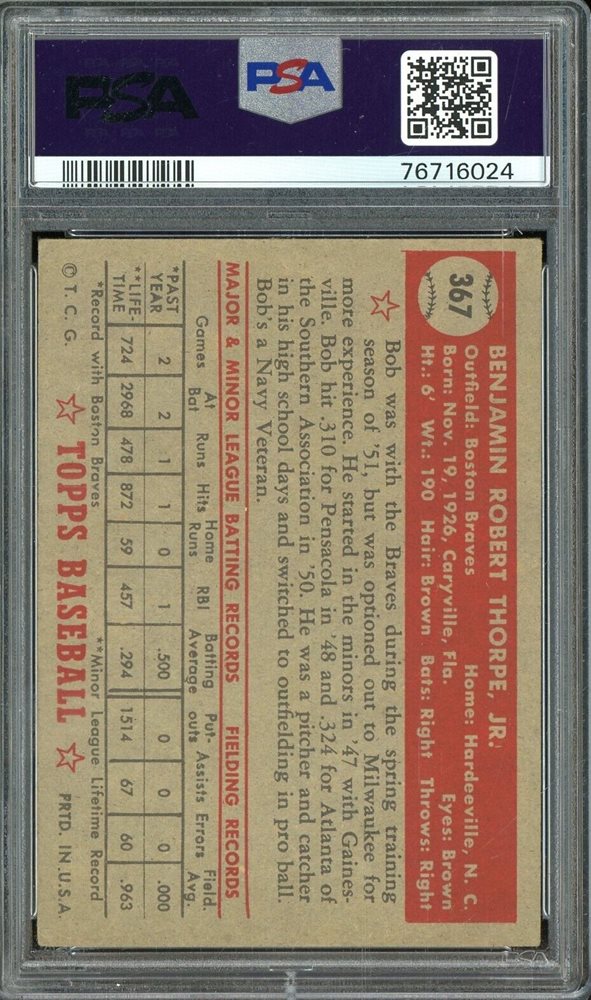 PSA
PSA
76716024
367
BENJAMIN ROBERT THORPE, JR.
Outfield: Boston Braves Home: Hardeeville, N. C.
Born: Nov. 19, 1926, Caryville, Fla. Eyes: Brown
Ht.: 6' Wt.: 190 Hair: Brown Bats: Right Throws: Right
Bob was with the Braves during the spring training
season of '51, but was optioned out to Milwaukee for
more experience. He started in the minors in '47 with Gaines-
ville. Bob hit .310 for Pensacola in '48 and .324 for Atlanta of
the Southern Association in '50. He was a pitcher and catcher
in his high school days and switched to outfielding in pro ball.
Bob's a Navy Veteran.
MAJOR & MINOR LEAGUE BATTING RECORDS FIELDING RECORDS
Games At Bat Runs Hits Home Runs RBI Batting Average Put-outs Assists Errors Field. Avg.
*PAST YEAR 2 2 1 1 0 1 .500 0 0 0 .000
**LIFE-TIME 724 2968 478 872 59 457 .294 1514 67 60 .963
*Record with Boston Braves **Minor League Lifetime Record
© T. C. G. ☆ TOPPS BASEBALL ☆ PRTD. IN U.S.A.